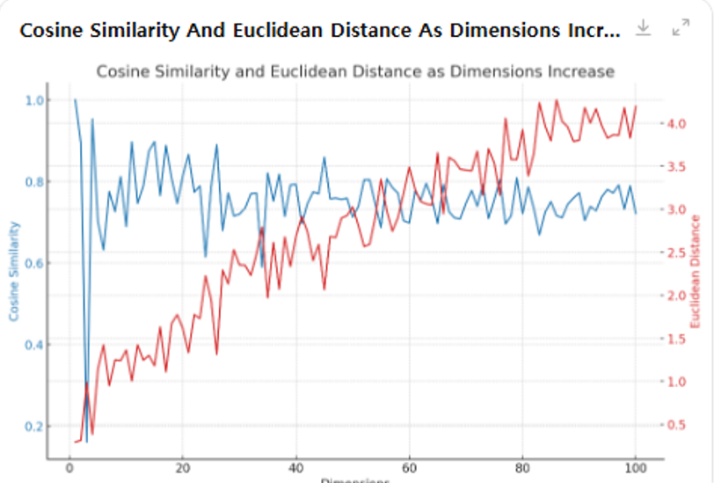 Cosine Similarity And Euclidean Distance As Dimensions Incr...
Cosine Similarity and Euclidean Distance as Dimensions Increase
1.0
0.8
0.6
0.4
0.2
Cosine Similarity
4.0
3.5
3.0
2.5
2.0
1.5
1.0
0.5
Euclidean Distance
0 20 40 60 80 100
Dimensions